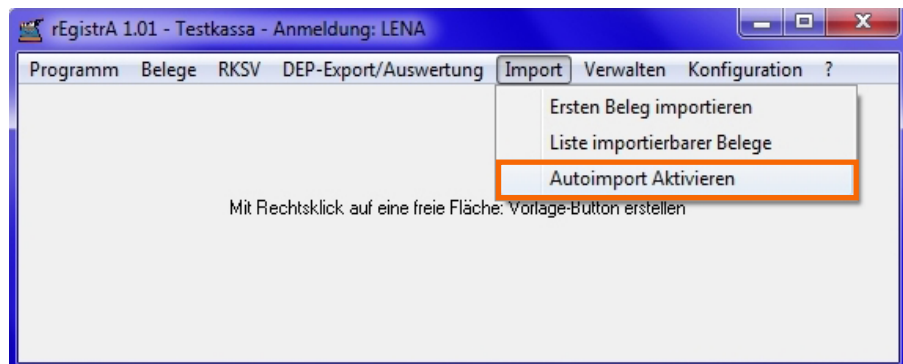 rEgistrA 1.01 - Testkassa - Anmeldung: LENA
Programm Belege RKSV DEP-Export/Auswertung Import Verwalten Konfiguration ?
Ersten Beleg importieren
Liste importierbarer Belege
Autoimport Aktivieren
Mit Rechtsklick auf eine freie Fläche: Vorlage-Button erstellen